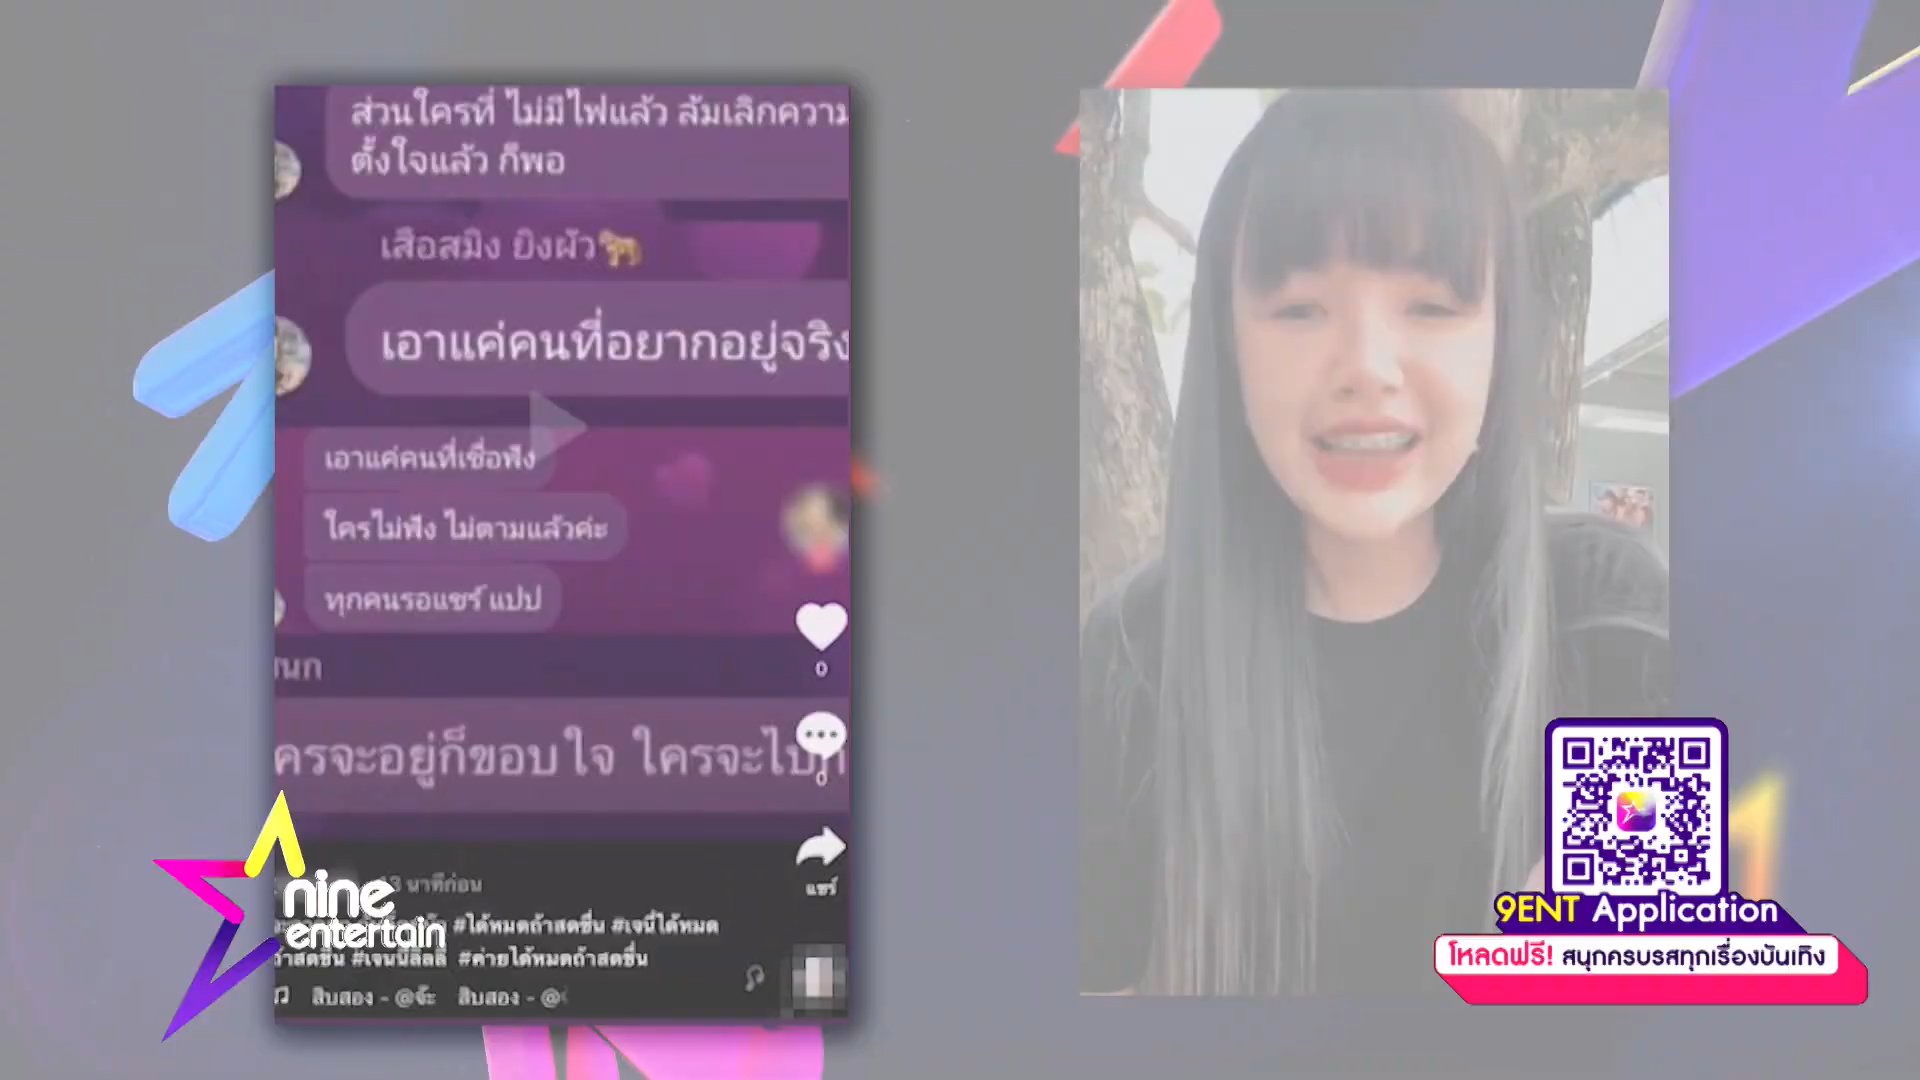 ส่วนใครที่ ไม่มีไฟแล้ว ล้มเลิกความ
ตั้งใจแล้ว ก็พอ
เสือสมิง ยิงผัว
เอาแค่คนที่อยากอยู่จริง
เอาแค่คนที่เชื่อฟัง
ใครไม่ฟัง ไม่ตามแล้วค่ะ
ทุกคนรอแชร์ แปป
ครจะอยู่ก็ขอบใจ ใครจะไป
0
0
แชร์
13 นาทีก่อน
#ได้หมดถ้าสดชื่น #เจนี่ได้หมด
ถ้าสดชื่น #เจนนี่ลิลลี่ #ค่ายได้หมดถ้าสดชื่น
สิบสอง - @จ๊ะ สิบสอง - @
nine
entertain
9ENT Application
โหลดฟรี! สนุกครบรสทุกเรื่องบันเทิง